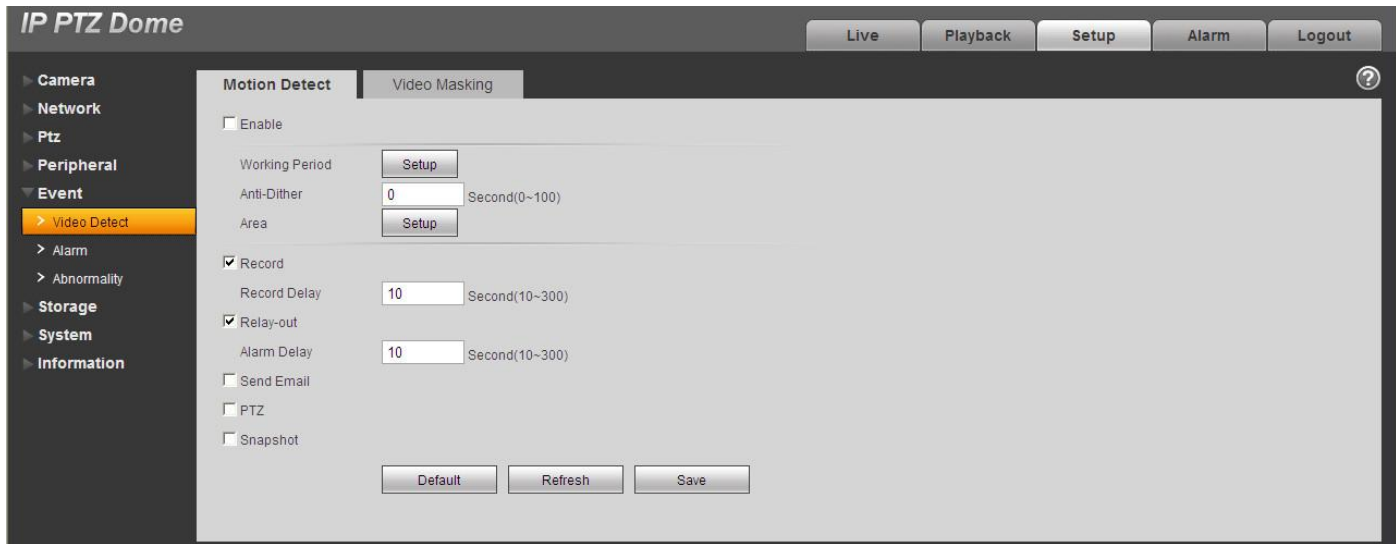 IP PTZ Dome
Live Playback Setup Alarm Logout
Camera
Network
Ptz
Peripheral
Event
> Video Detect
> Alarm
> Abnormality
Storage
System
Information
Motion Detect Video Masking
?
Enable
Working Period Setup
Anti-Dither 0 Second(0~100)
Area Setup
Record
Record Delay 10 Second(10~300)
Relay-out
Alarm Delay 10 Second(10~300)
Send Email
PTZ
Snapshot
Default Refresh Save